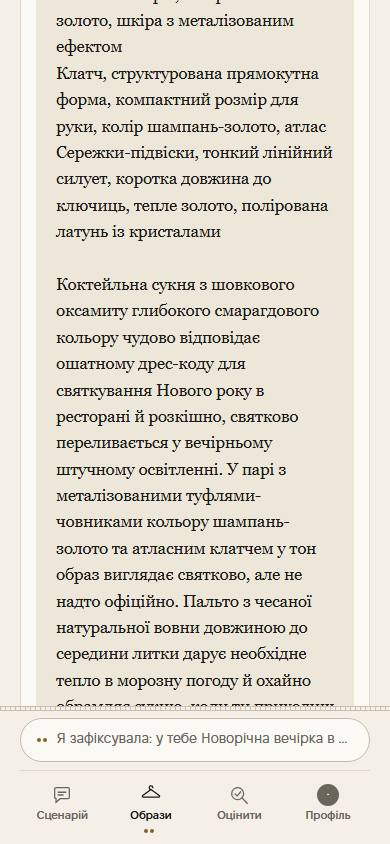 золото, шкіра з металізованим
ефектом
Клатч, структурована прямокутна
форма, компактний розмір для
руки, колір шампань-золото, атлас
Сережки-підвіски, тонкий лінійний
силует, коротка довжина до
ключиць, тепле золото, полірована
латунь із кристалами
Коктейльна сукня з шовкового
оксамиту глибокого смарагдового
кольору чудово відповідає
ошатному дрес-коду для
святкування Нового року в
ресторані й розкішно, святково
переливається у вечірньому
штучному освітленні. У парі з
металізованими туфлями-
човниками кольору шампань-
золото та атласним клатчем у тон
образ виглядає святково, але не
надто офіційно. Пальто з чесаної
натуральної вовни довжиною до
середини литки дарує необхідне
тепло в морозну погоду й охайно
Я зафіксувала: у тебе Новорічна вечірка в ...
Сценарій
Образи
Оцінити
Профіль